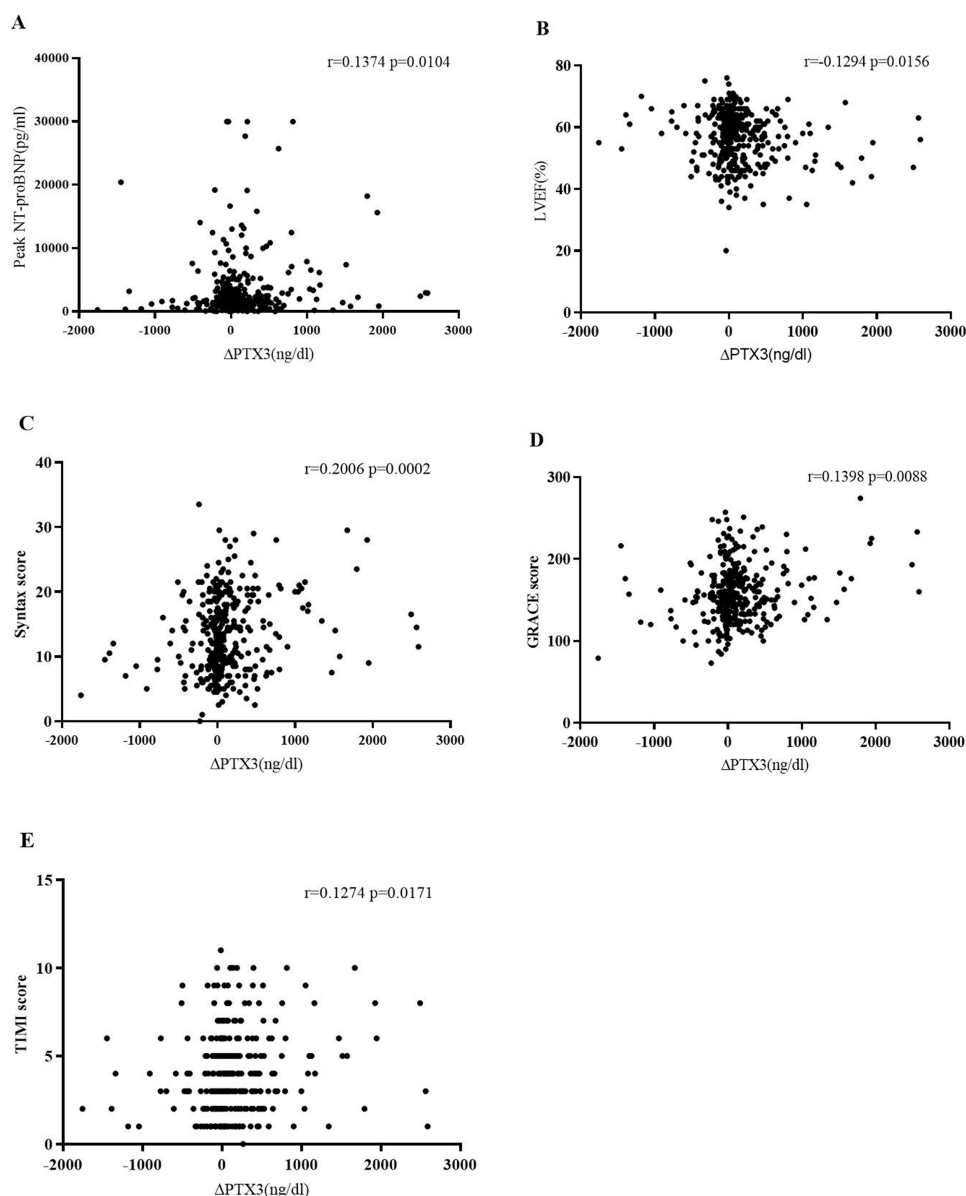 A
r=0.1374 p=0.0104
Peak NT-proBNP(pg/ml)
40000
30000
20000
10000
0
-2000 -1000 0 1000 2000 3000
ΔPTX3(ng/dl)
B
r=-0.1294 p=0.0156
LVEF(%)
80
60
40
20
0
-2000 -1000 0 1000 2000 3000
ΔPTX3(ng/dl)
C
r=0.2006 p=0.0002
Syntax score
40
30
20
10
0
-2000 -1000 0 1000 2000 3000
ΔPTX3(ng/dl)
D
r=0.1398 p=0.0088
GRACE score
300
200
100
0
-2000 -1000 0 1000 2000 3000
ΔPTX3(ng/dl)
E
r=0.1274 p=0.0171
TIMI score
15
10
5
0
-2000 -1000 0 1000 2000 3000
ΔPTX3(ng/dl)